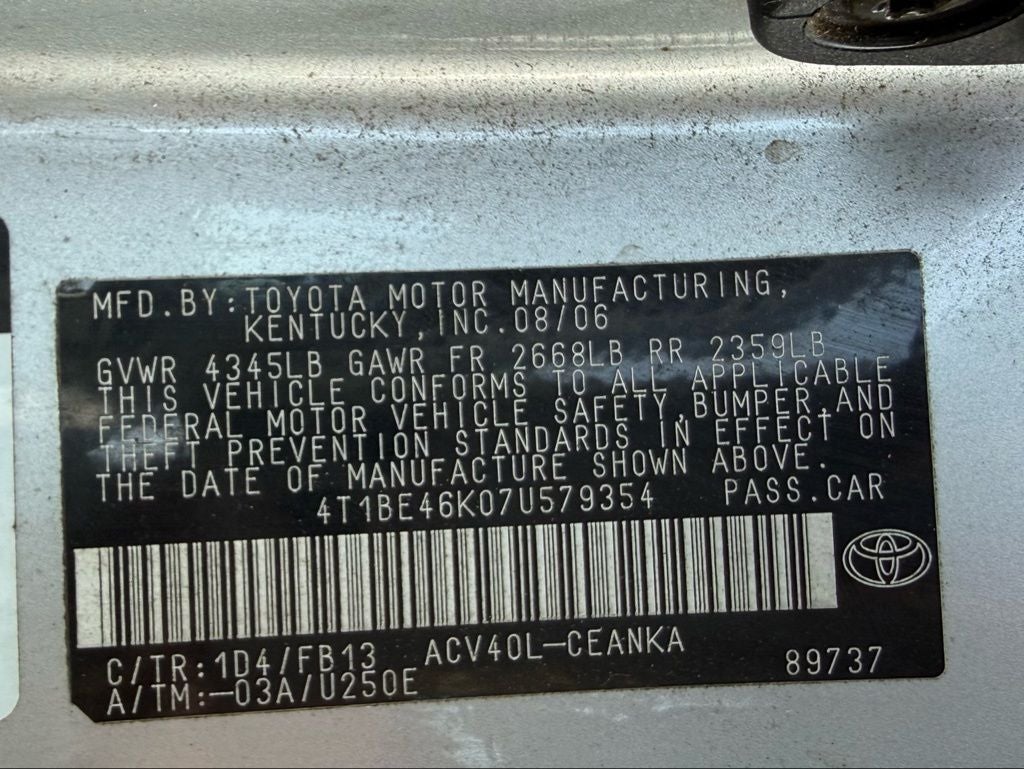 MFD.BY:TOYOTA MOTOR MANUFACTURING,
KENTUCKY,INC.08/06
GVWR 4345LB GAWR FR 2668LB RR 2359LB
THIS VEHICLE CONFORMS TO ALL APPLICABLE
FEDERAL MOTOR VEHICLE SAFETY,BUMPER,AND
THEFT PREVENTION STANDARDS IN EFFECT ON
THE DATE OF MANUFACTURE SHOWN ABOVE.
4T1BE46K07U579354 PASS.CAR
C/TR:1D4/FB13 ACV40L-CEANKA
A/TM:-03A/U250E 89737